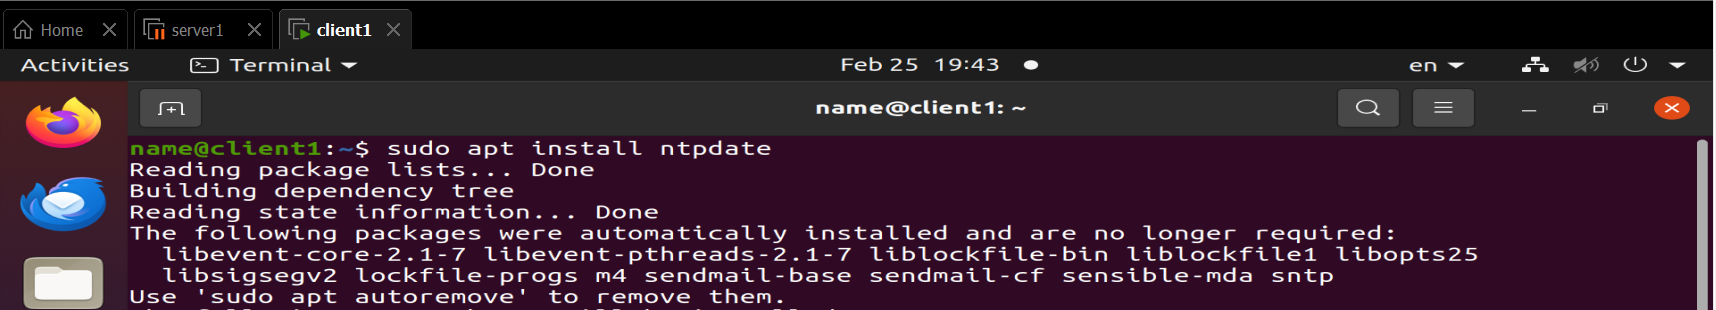 Home server1 client1
Activities Terminal Feb 25 19:43 en
name@client1: ~
name@client1:~$ sudo apt install ntpdate
Reading package lists... Done
Building dependency tree
Reading state information... Done
The following packages were automatically installed and are no longer required:
libevent-core-2.1-7 libevent-pthreads-2.1-7 liblockfile-bin liblockfile1 libopts25
libsigsegv2 lockfile-progs m4 sendmail-base sendmail-cf sensible-mda sntp
Use 'sudo apt autoremove' to remove them.